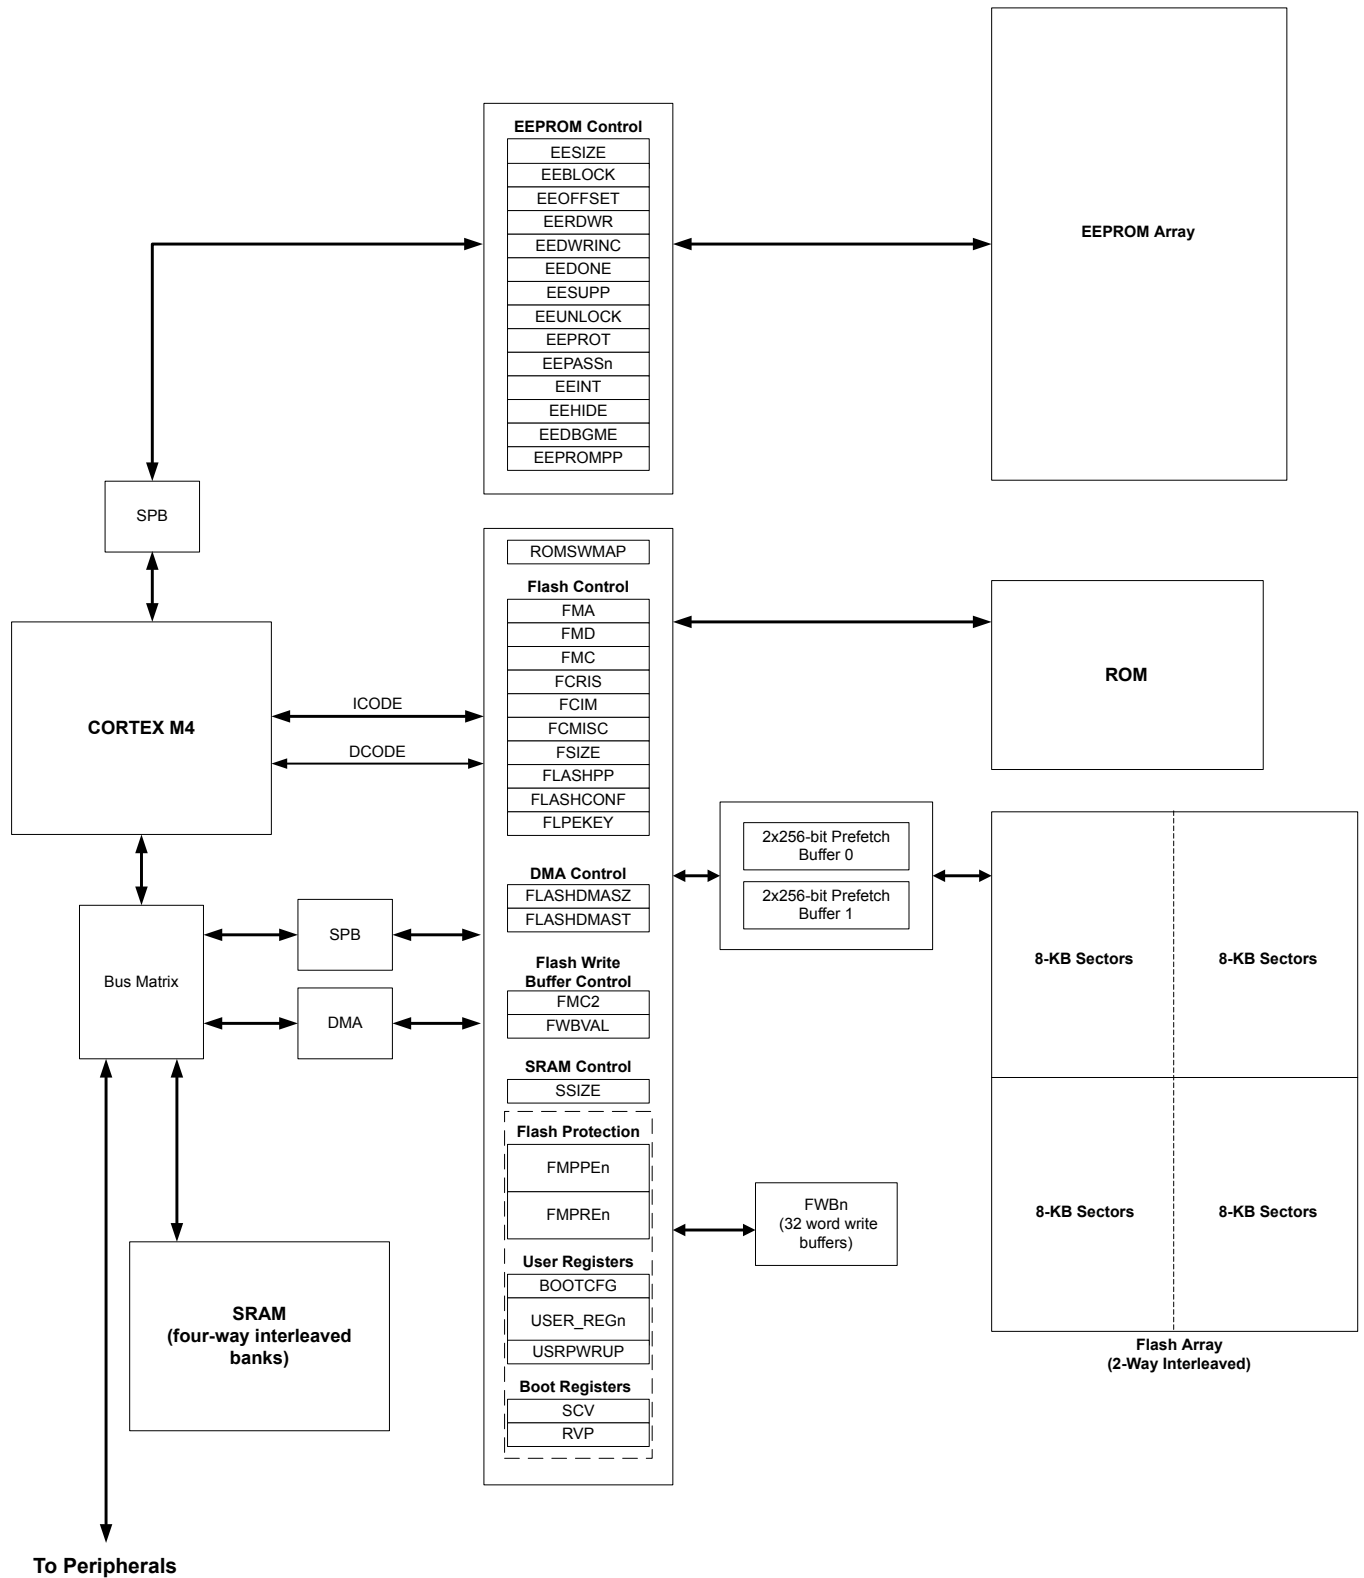 EEPROM Control
EESIZE
EEBLOCK
EEOFFSET
EERDWR
EEDWRINC
EEDONE
EESUPP
EEUNLOCK
EEPROT
EEPASSn
EEINT
EEHIDE
EEDBGME
EEPROMPP
EEPROM Array
SPB
CORTEX M4
ICODE
DCODE
ROMSWMAP
Flash Control
FMA
FMD
FMC
FCRIS
FCIM
FCMISC
FSIZE
FLASHPP
FLASHCONF
FLPEKEY
DMA Control
FLASHDMASZ
FLASHDMAST
Flash Write
Buffer Control
FMC2
FWBVAL
SRAM Control
SSIZE
Flash Protection
FMPPEn
FMPREn
User Registers
BOOTCFG
USER_REGn
USRPWRUP
Boot Registers
SCV
RVP
ROM
2x256-bit Prefetch
Buffer 0
2x256-bit Prefetch
Buffer 1
8-KB Sectors
8-KB Sectors
8-KB Sectors
8-KB Sectors
Flash Array
(2-Way Interleaved)
FWBn
(32 word write
buffers)
Bus Matrix
SPB
DMA
SRAM
(four-way interleaved
banks)
To Peripherals